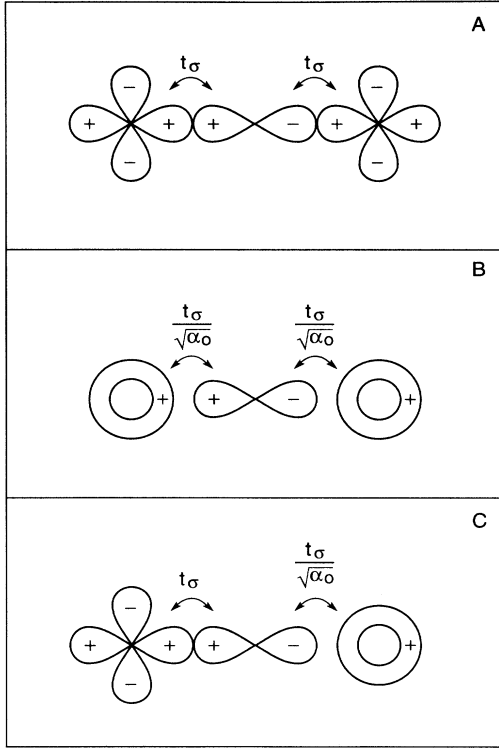 A
tσ tσ
− −
+ + + − + +
− −
B
tσ/√αo tσ/√αo
+ + − +
C
tσ tσ/√αo
−
+ + + − +
−